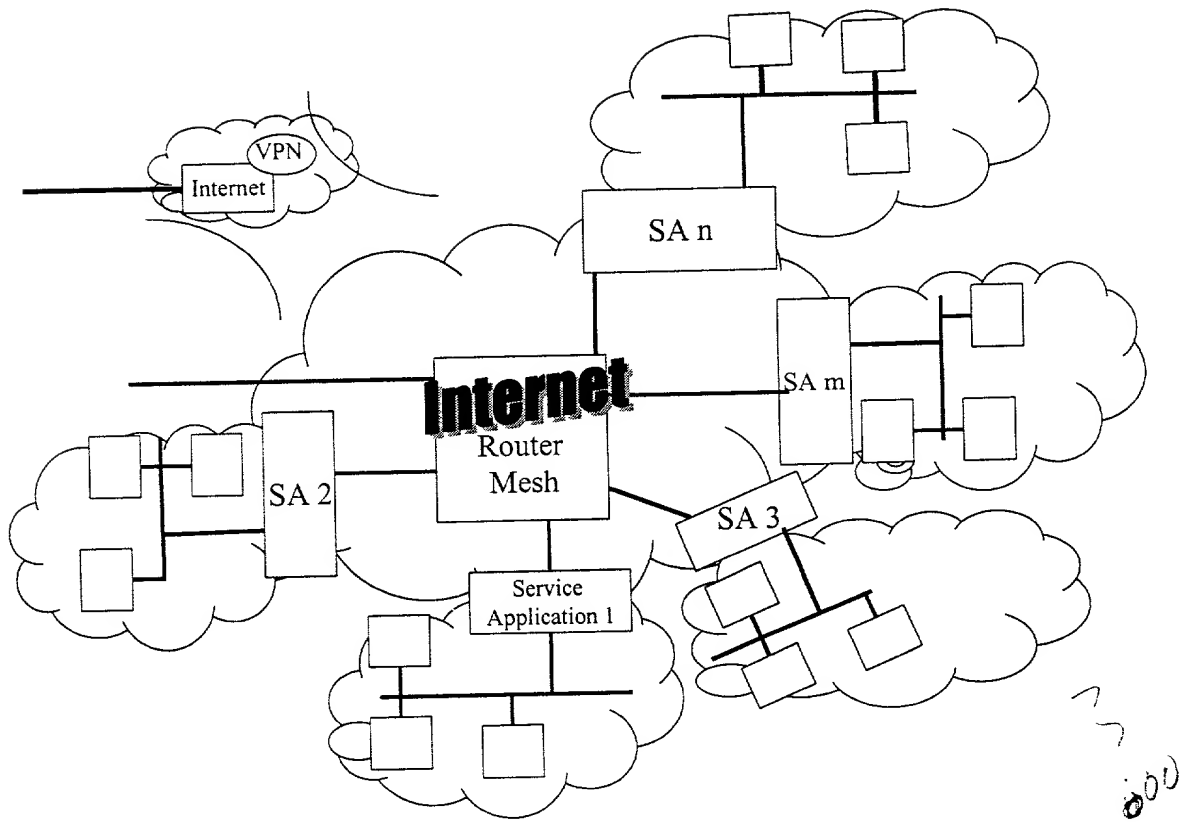 VPN
Internet
SA n
SA m
Internet
Router
Mesh
SA 2
SA 3
Service
Application 1